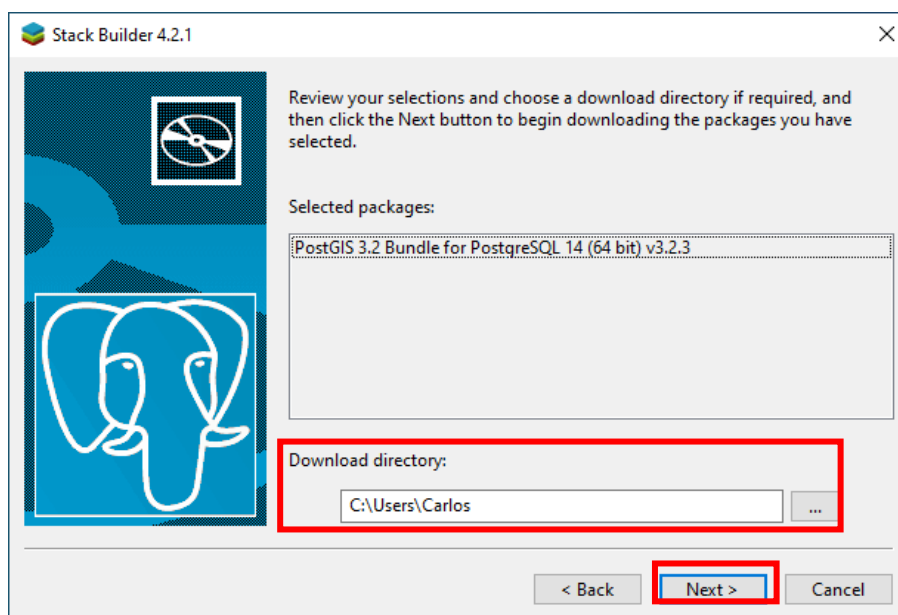 Stack Builder 4.2.1
Review your selections and choose a download directory if required, and
then click the Next button to begin downloading the packages you have
selected.
Selected packages:
PostGIS 3.2 Bundle for PostgreSQL 14 (64 bit) v3.2.3
Download directory:
C:\Users\Carlos
...
< Back
Next >
Cancel